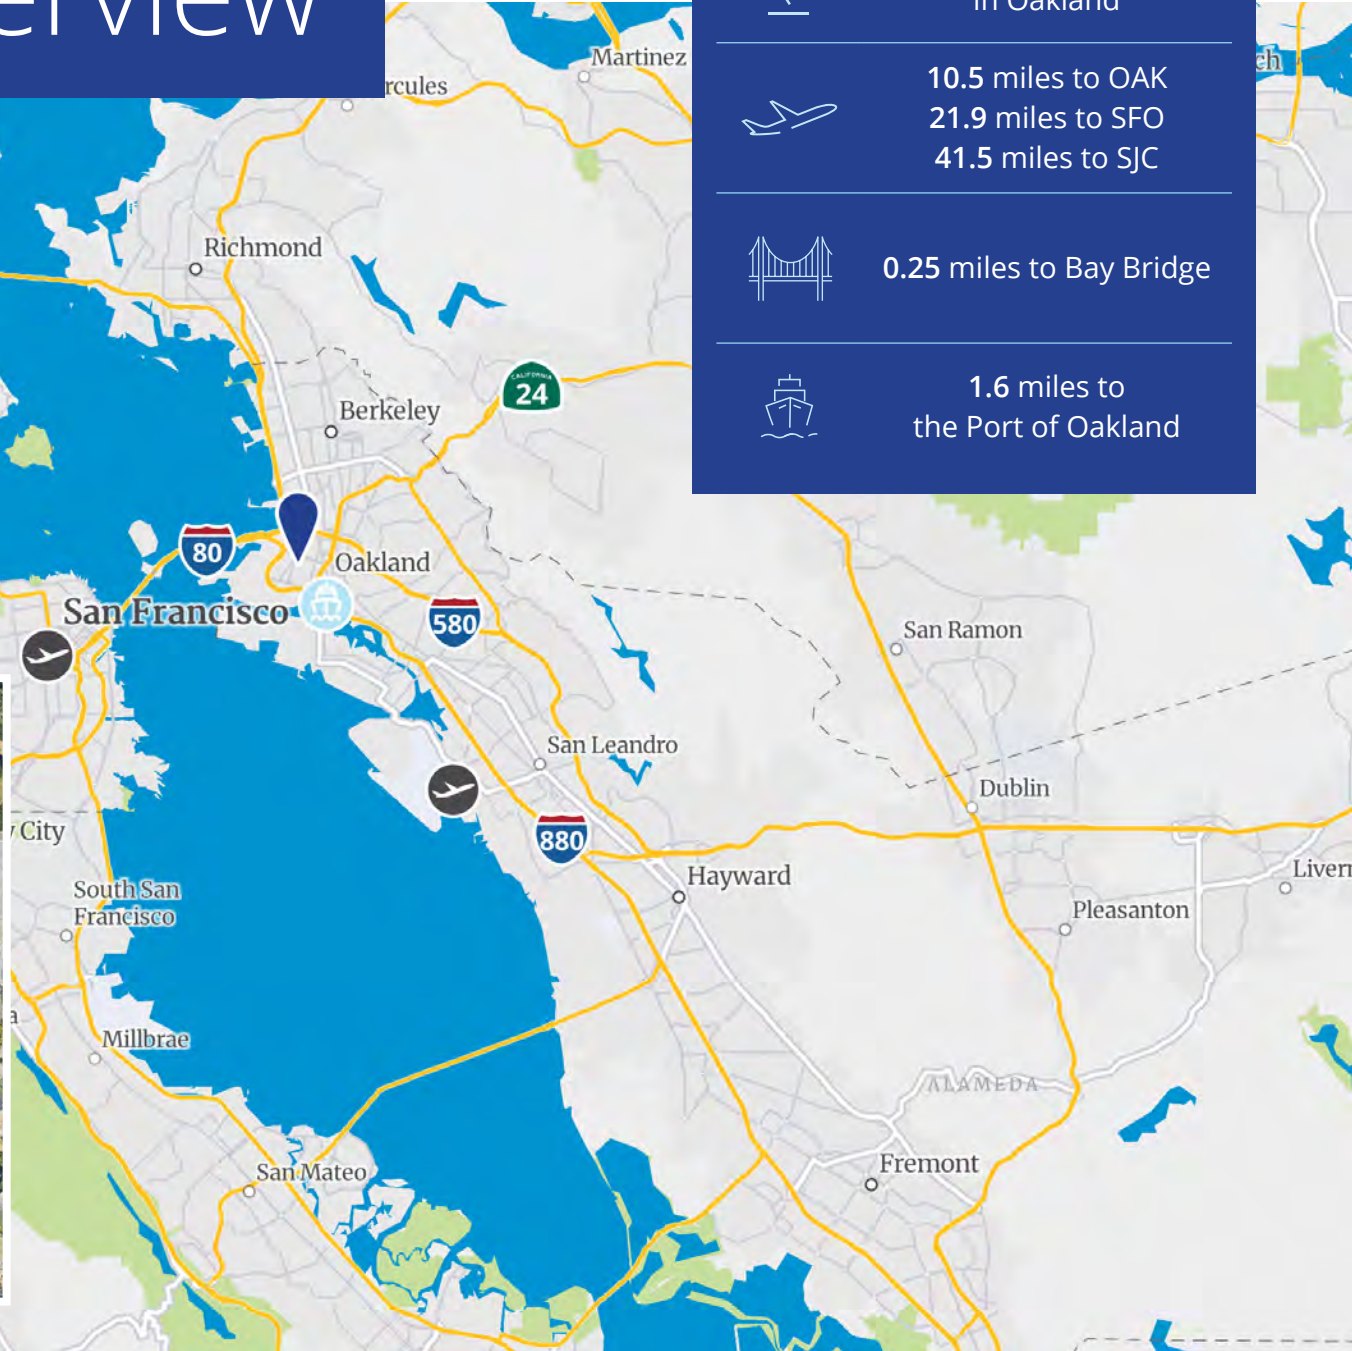 erview
in Oakland
10.5 miles to OAK
21.9 miles to SFO
41.5 miles to SJC
0.25 miles to Bay Bridge
1.6 miles to
the Port of Oakland
Martinez
rcules
ch
Richmond
CALIFORNIA
24
Berkeley
80
Oakland
San Francisco
580
San Ramon
San Leandro
Dublin
City
880
Hayward
Liverm
South San
Francisco
Pleasanton
a
Millbrae
ALAMEDA
Fremont
San Mateo